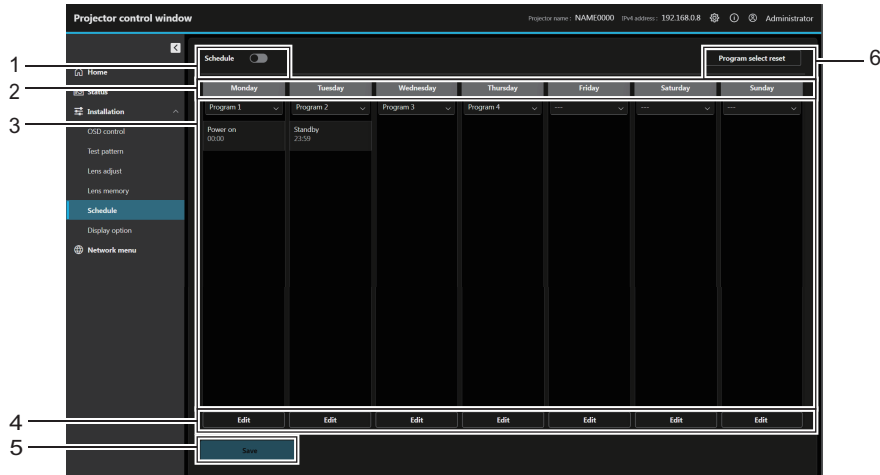 Projector control window
Projector name : NAME0000 IPv4 address : 192.168.0.8 Administrator
1
Schedule
Program select reset
6
Home
2
Status
Monday Tuesday Wednesday Thursday Friday Saturday Sunday
3
Installation
Program 1 Program 2 Program 3 Program 4 --- --- ---
OSD control
Power on
00:00
Standby
23:59
Test pattern
Lens adjust
Lens memory
Schedule
Display option
Network menu
4
Edit Edit Edit Edit Edit Edit Edit
5
Save